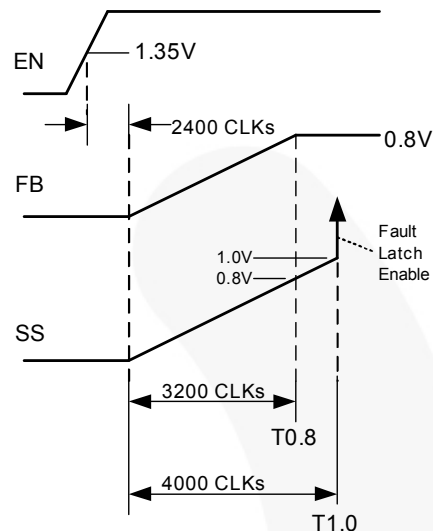 EN
1.35V
2400 CLKs
FB
0.8V
Fault
Latch
Enable
1.0V
0.8V
SS
3200 CLKs
T0.8
4000 CLKs
T1.0